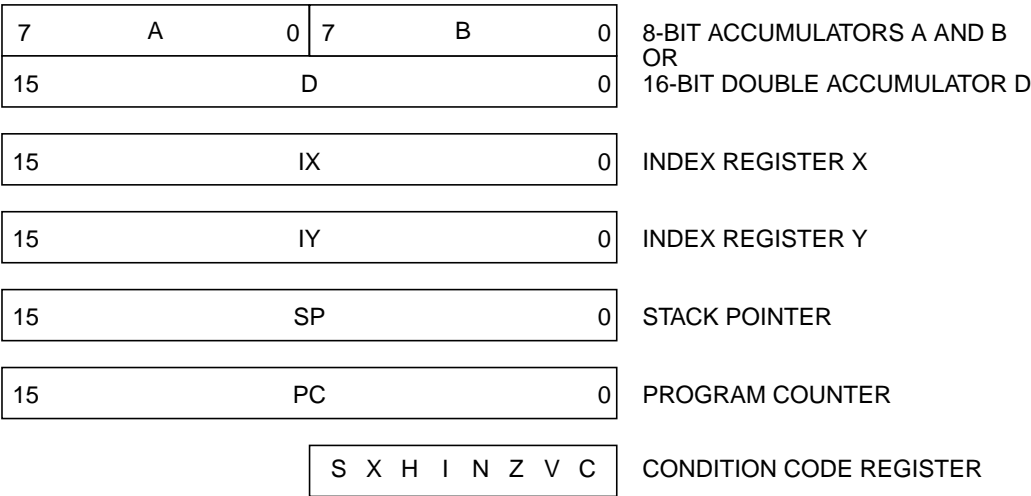 7 A 0 7 B 0 8-BIT ACCUMULATORS A AND B
OR
15 D 0 16-BIT DOUBLE ACCUMULATOR D
15 IX 0 INDEX REGISTER X
15 IY 0 INDEX REGISTER Y
15 SP 0 STACK POINTER
15 PC 0 PROGRAM COUNTER
S X H I N Z V C CONDITION CODE REGISTER